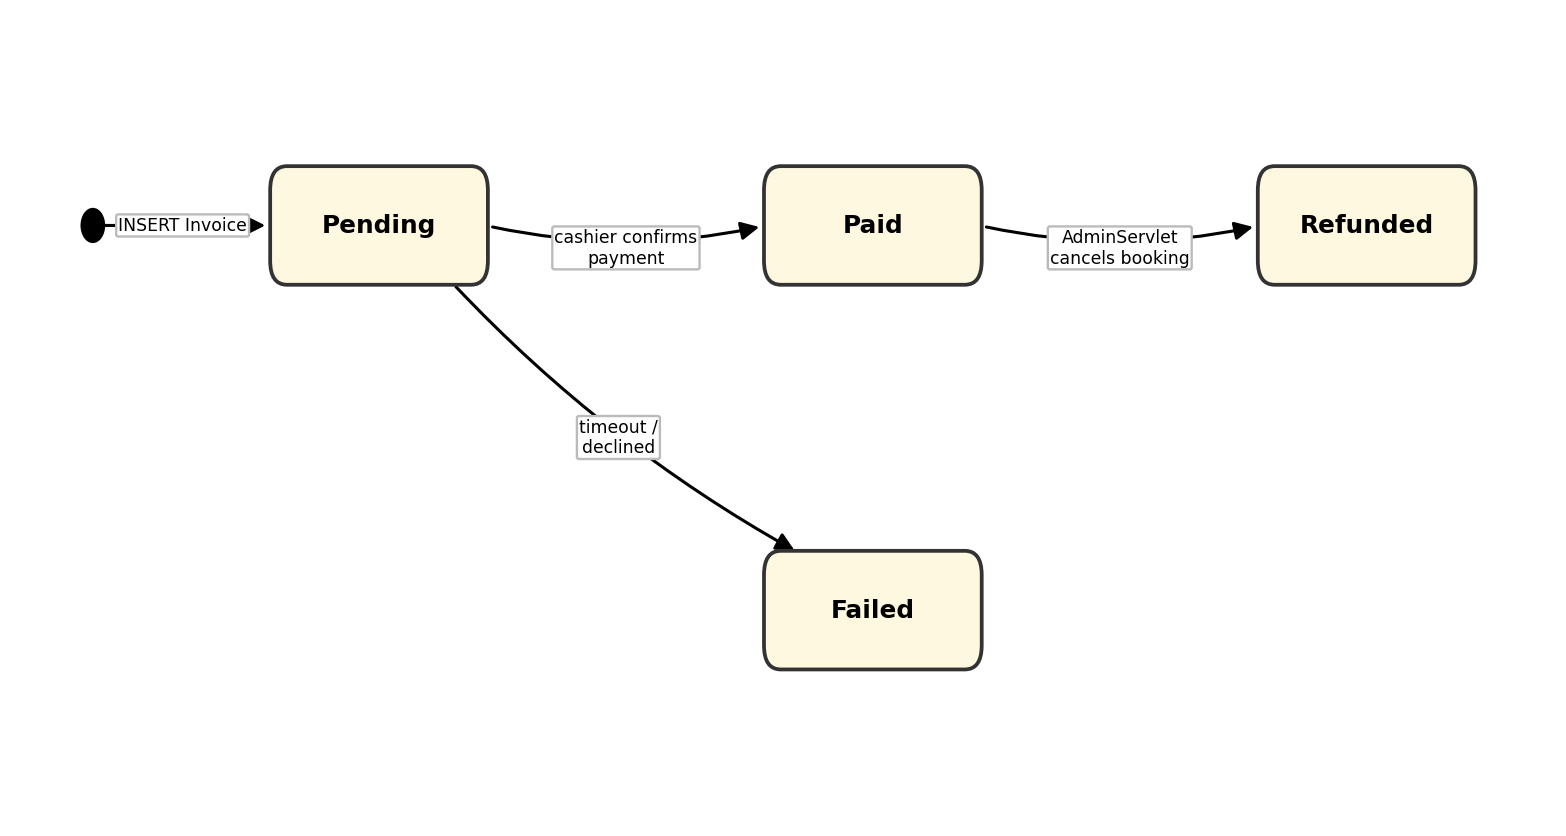 INSERT Invoice
Pending
cashier confirms
payment
Paid
AdminServlet
cancels booking
Refunded
timeout /
declined
Failed